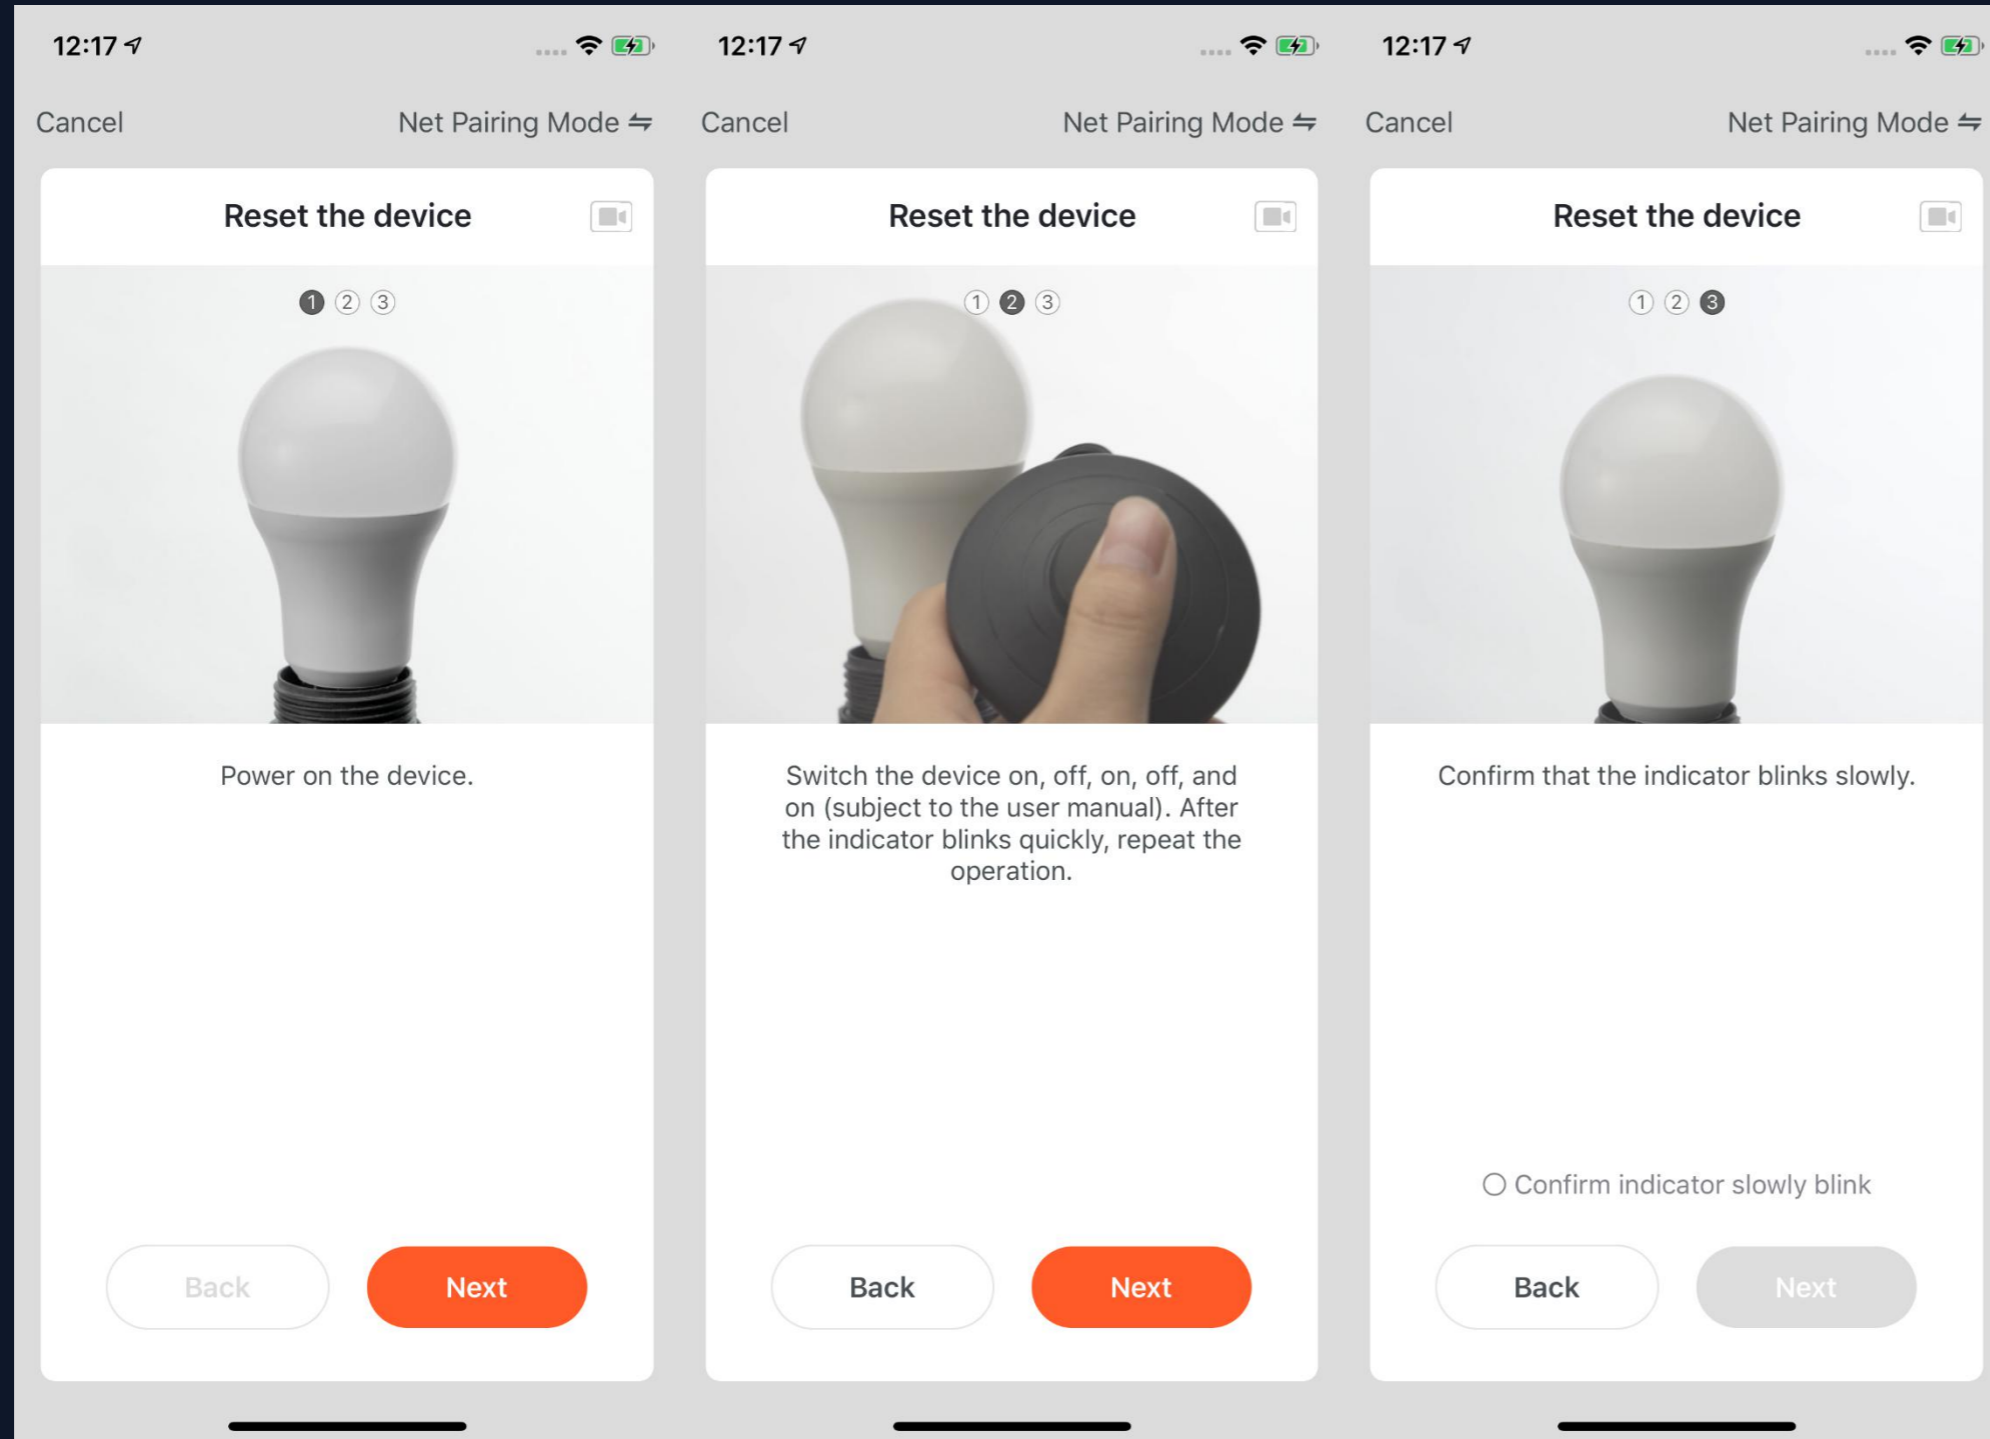 12:17
Cancel
Net Pairing Mode
Reset the device
1 2 3
Power on the device.
Back
Next
12:17
Cancel
Net Pairing Mode
Reset the device
1 2 3
Switch the device on, off, on, off, and
on (subject to the user manual). After
the indicator blinks quickly, repeat the
operation.
Back
Next
12:17
Cancel
Net Pairing Mode
Reset the device
1 2 3
Confirm that the indicator blinks slowly.
Confirm indicator slowly blink
Back
Next